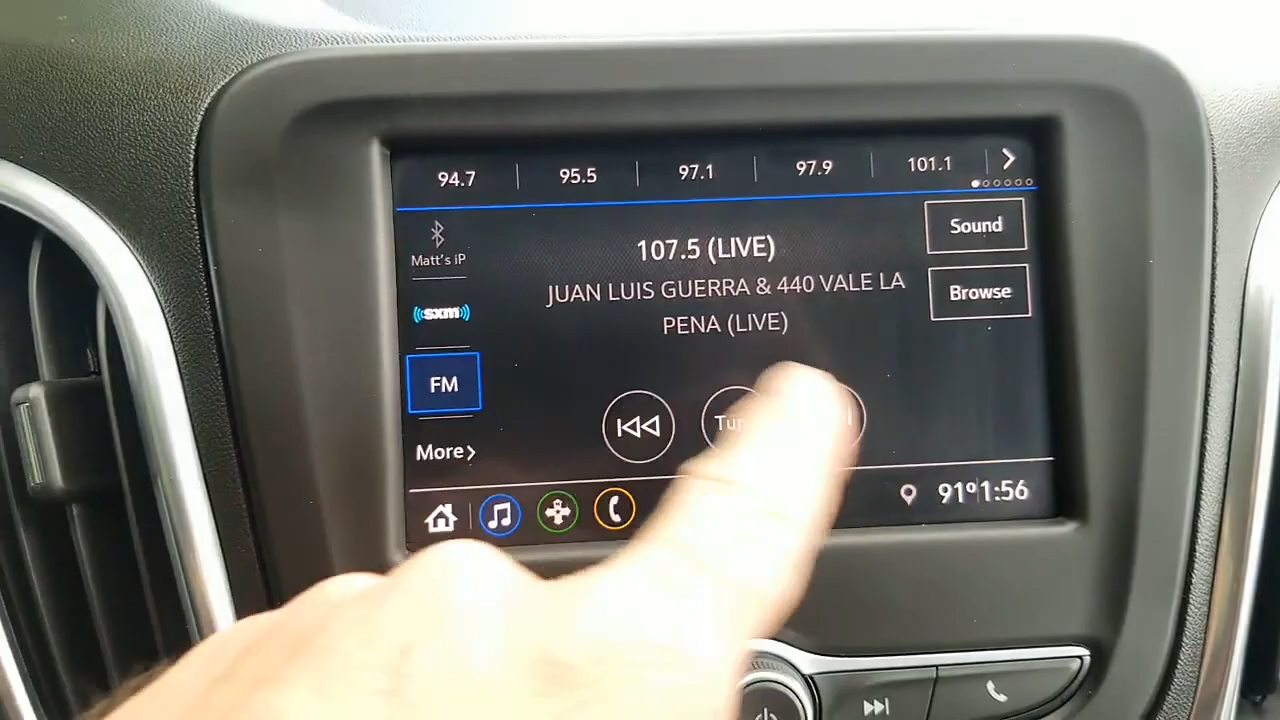 94.7 95.5 97.1 97.9 101.1
Matt's iP
107.5 (LIVE)
JUAN LUIS GUERRA & 440 VALE LA
PENA (LIVE)
Sound
Browse
((sxm))
FM
More
91° 1:56